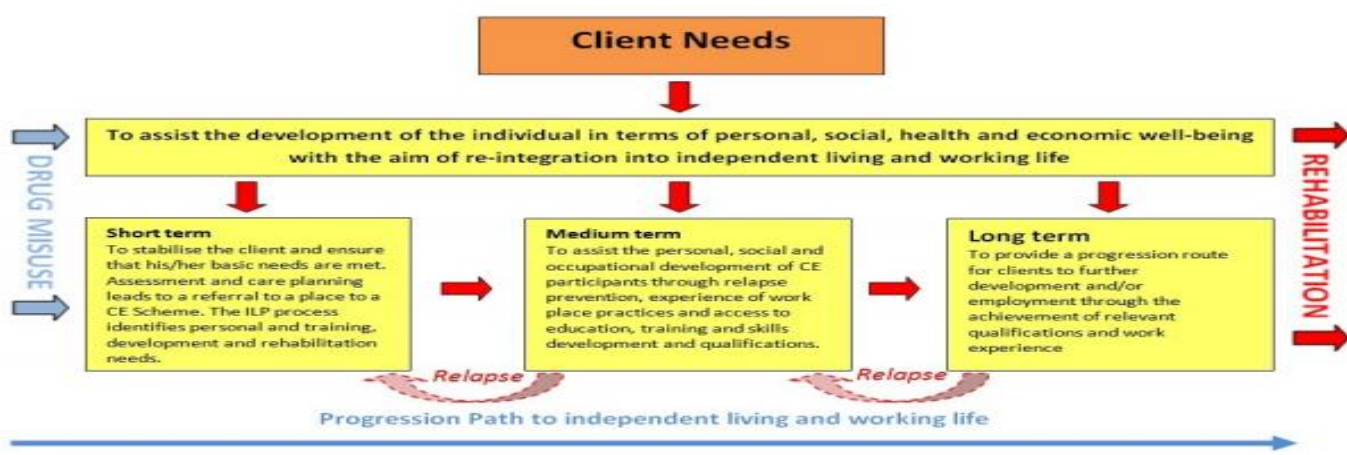 Client Needs
To assist the development of the individual in terms of personal, social, health and economic well-being
with the aim of re-integration into independent living and working life
DRUG MISUSE
REHABILITATION
Short term
To stabilise the client and ensure
that his/her basic needs are met.
Assessment and care planning
leads to a referral to a place to a
CE Scheme. The ILP process
identifies personal and training,
development and rehabilitation
needs.
Medium term
To assist the personal, social and
occupational development of CE
participants through relapse
prevention, experience of work
place practices and access to
education, training and skills
development and qualifications.
Long term
To provide a progression route
for clients to further
development and/or
employment through the
achievement of relevant
qualifications and work
experience
Relapse
Relapse
Progression Path to independent living and working life